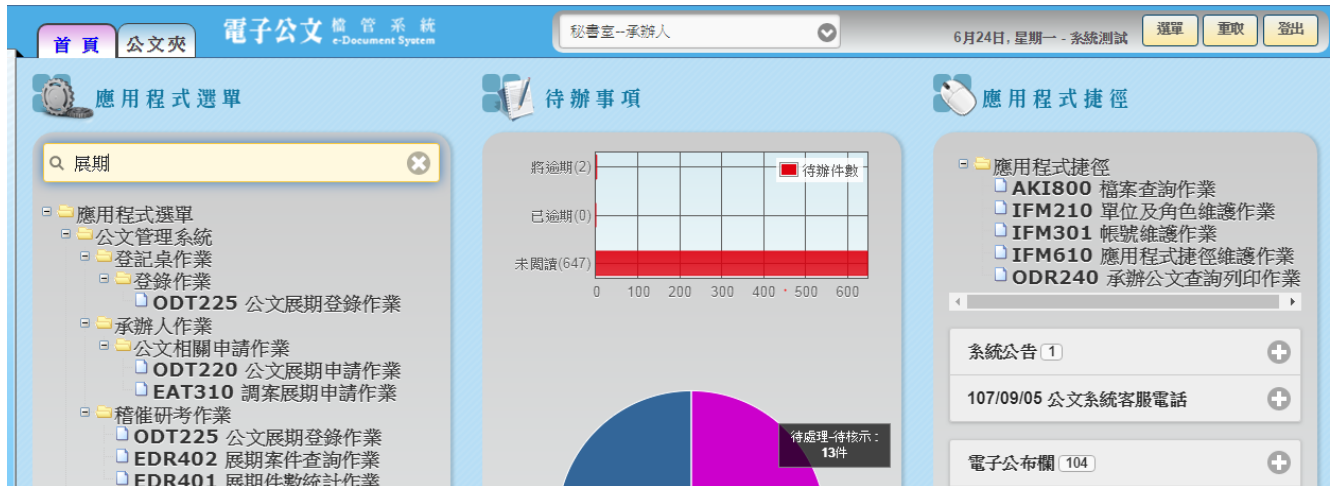 首 頁
公文夾
電子公文 檔 管 系 統
e-Document System
秘書室--承辦人
6月24日, 星期一 - 系統測試
選單
重取
登出
應用程式選單
展期
應用程式選單
公文管理系統
登記桌作業
登錄作業
ODT225 公文展期登錄作業
承辦人作業
公文相關申請作業
ODT220 公文展期申請作業
EAT310 調案展期申請作業
稽催研考作業
ODT225 公文展期登錄作業
EDR402 展期案件查詢作業
EDR401 展期件數統計作業
待辦事項
待辦件數
將逾期(2)
已逾期(0)
未閱讀(647)
0 100 200 300 400 500 600
待處理-待核示 :
13件
應用程式捷徑
應用程式捷徑
AKI800 檔案查詢作業
IFM210 單位及角色維護作業
IFM301 帳號維護作業
IFM610 應用程式捷徑維護作業
ODR240 承辦公文查詢列印作業
系統公告 1
107/09/05 公文系統客服電話
電子公布欄 104